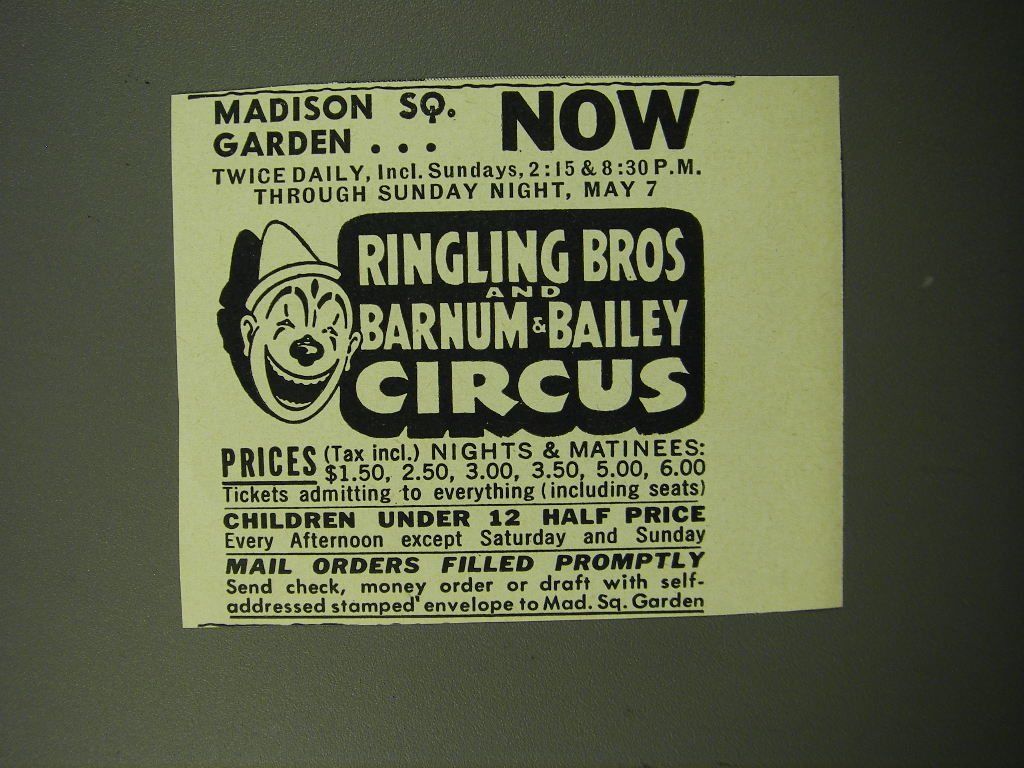 MADISON SQ.
GARDEN . . . NOW
TWICE DAILY, Incl. Sundays, 2:15 & 8:30 P.M.
THROUGH SUNDAY NIGHT, MAY 7
RINGLING BROS
AND
BARNUM & BAILEY
CIRCUS
PRICES (Tax incl.) NIGHTS & MATINEES:
$1.50, 2.50, 3.00, 3.50, 5.00, 6.00
Tickets admitting to everything (including seats)
CHILDREN UNDER 12 HALF PRICE
Every Afternoon except Saturday and Sunday
MAIL ORDERS FILLED PROMPTLY
Send check, money order or draft with self-
addressed stamped envelope to Mad. Sq. Garden